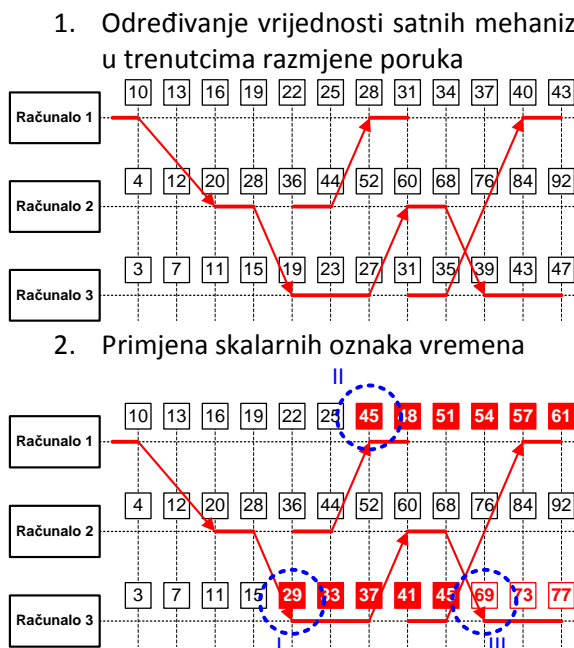 1. Određivanje vrijednosti satnih mehaniz
u trenutcima razmjene poruka
10 13 16 19 22 25 28 31 34 37 40 43
Računalo 1
4 12 20 28 36 44 52 60 68 76 84 92
Računalo 2
3 7 11 15 19 23 27 31 35 39 43 47
Računalo 3
2. Primjena skalarnih oznaka vremena
II
10 13 16 19 22 25 45 48 51 54 57 61
Računalo 1
4 12 20 28 36 44 52 60 68 76 84 92
Računalo 2
3 7 11 15 29 33 37 41 45 69 73 77
Računalo 3
I III